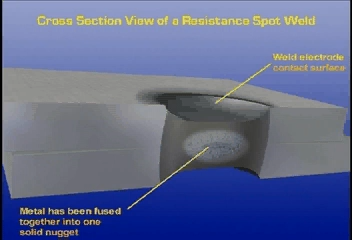 Cross Section View of a Resistance Spot Weld
Weld electrode
contact surface
Metal has been fused
together into one
solid nugget